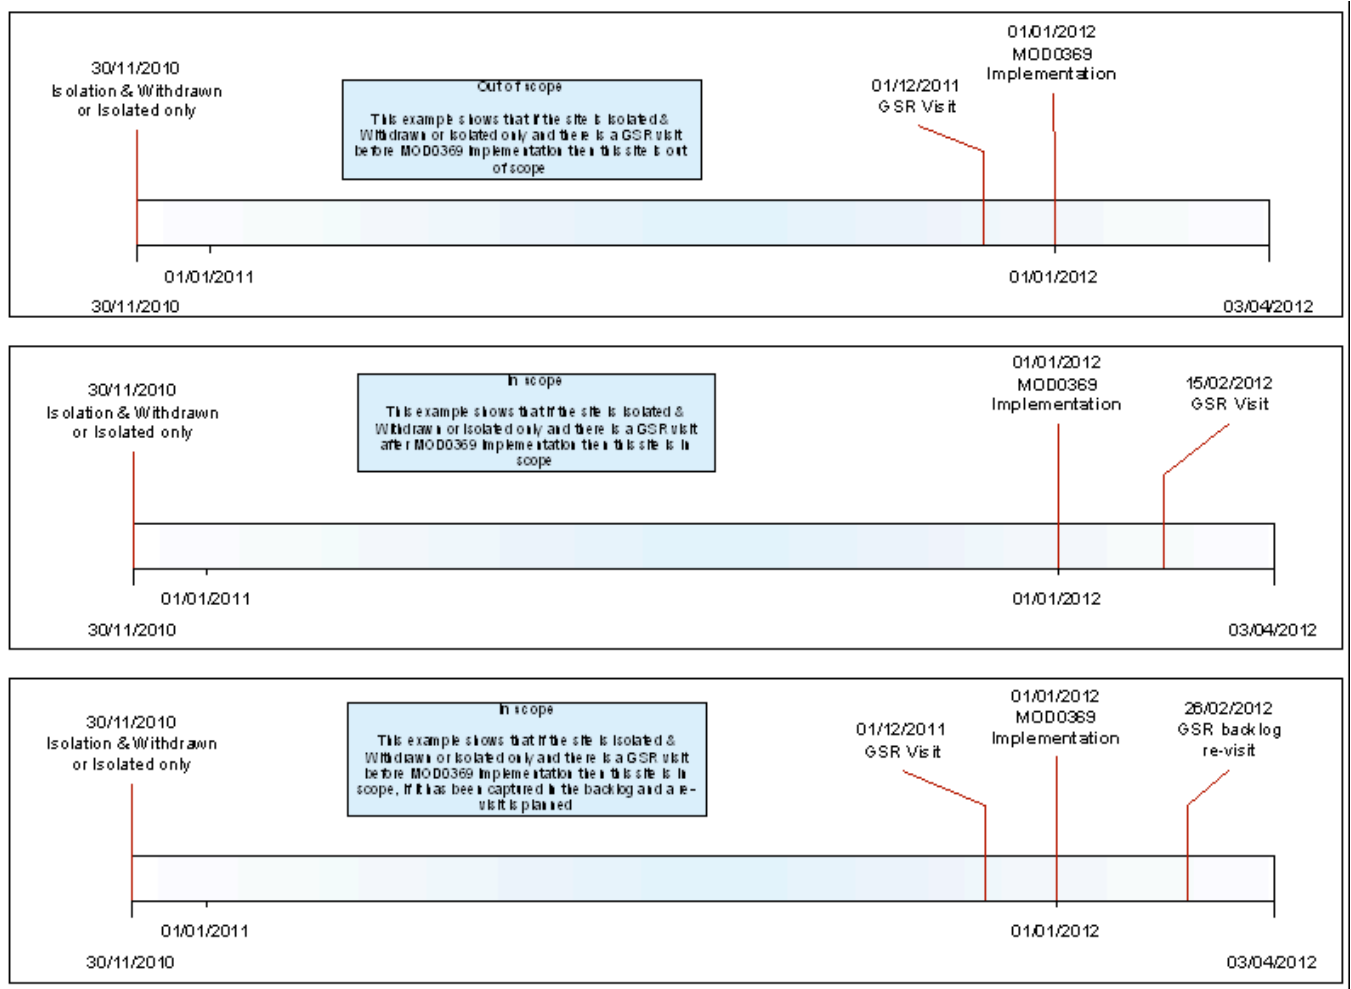 30/11/2010
Isolation & Withdrawn
or Isolated only
Out of scope
This example shows that if the site is Isolated &
Withdrawn or Isolated only and there is a GSR visit
before MOD0369 Implementation then this site is out
of scope
01/12/2011
GSR Visit
01/01/2012
MOD0369
Implementation
01/01/2011
01/01/2012
30/11/2010
03/04/2012
30/11/2010
Isolation & Withdrawn
or Isolated only
In scope
This example shows that if the site is Isolated &
Withdrawn or Isolated only and there is a GSR visit
after MOD0369 Implementation then this site is in
scope
01/01/2012
MOD0369
Implementation
15/02/2012
GSR Visit
01/01/2011
01/01/2012
30/11/2010
03/04/2012
30/11/2010
Isolation & Withdrawn
or Isolated only
In scope
This example shows that if the site is Isolated &
Withdrawn or Isolated only and there is a GSR visit
before MOD0369 Implementation then this site is in
scope, if it has been captured in the backlog and a re-
visit is planned
01/12/2011
GSR Visit
01/01/2012
MOD0369
Implementation
26/02/2012
GSR backlog
re-visit
01/01/2011
01/01/2012
30/11/2010
03/04/2012